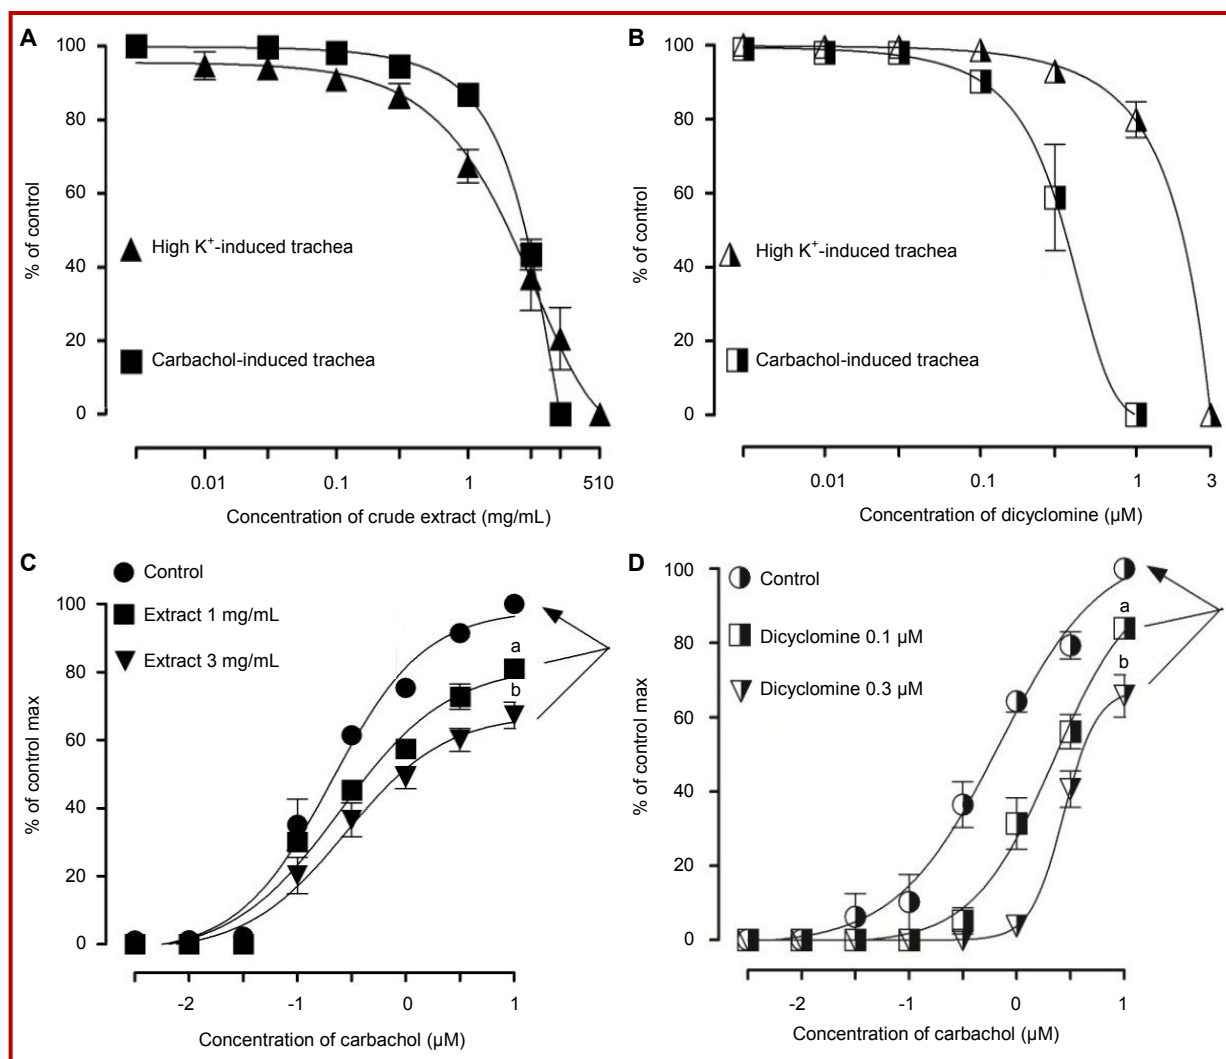 A
100
80
60
40
20
0
% of control
High K⁺-induced trachea
Carbachol-induced trachea
0.01 0.1 1 510
Concentration of crude extract (mg/mL)
B
100
80
60
40
20
0
% of control
High K⁺-induced trachea
Carbachol-induced trachea
0.01 0.1 1 3
Concentration of dicyclomine (µM)
C
Control
Extract 1 mg/mL
Extract 3 mg/mL
100
80
60
40
20
0
% of control max
a
b
-2 -1 0 1
Concentration of carbachol (µM)
D
Control
Dicyclomine 0.1 µM
Dicyclomine 0.3 µM
100
80
60
40
20
0
% of control max
a
b
-2 -1 0 1
Concentration of carbachol (µM)